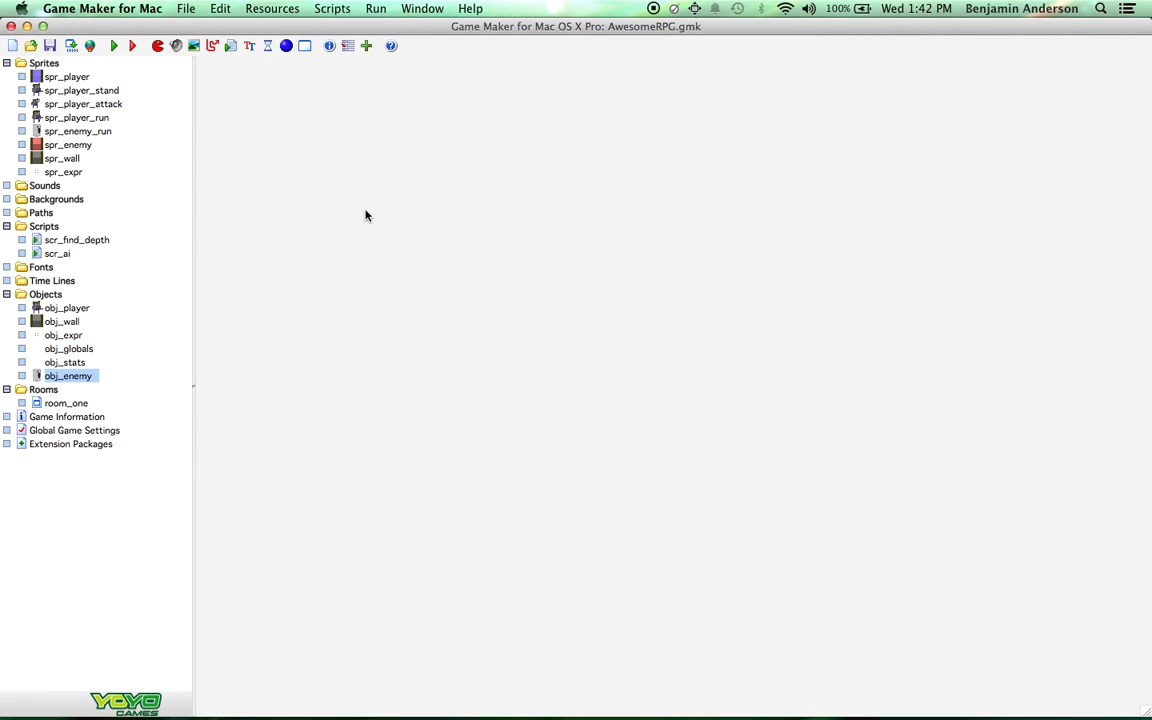 Game Maker for Mac File Edit Resources Scripts Run Window Help 100% Wed 1:42 PM Benjamin Anderson
Game Maker for Mac OS X Pro: AwesomeRPG.gmk
Sprites
spr_player
spr_player_stand
spr_player_attack
spr_player_run
spr_enemy_run
spr_enemy
spr_wall
spr_expr
Sounds
Backgrounds
Paths
Scripts
scr_find_depth
scr_ai
Fonts
Time Lines
Objects
obj_player
obj_wall
obj_expr
obj_globals
obj_stats
obj_enemy
Rooms
room_one
Game Information
Global Game Settings
Extension Packages
YOYO
GAMES